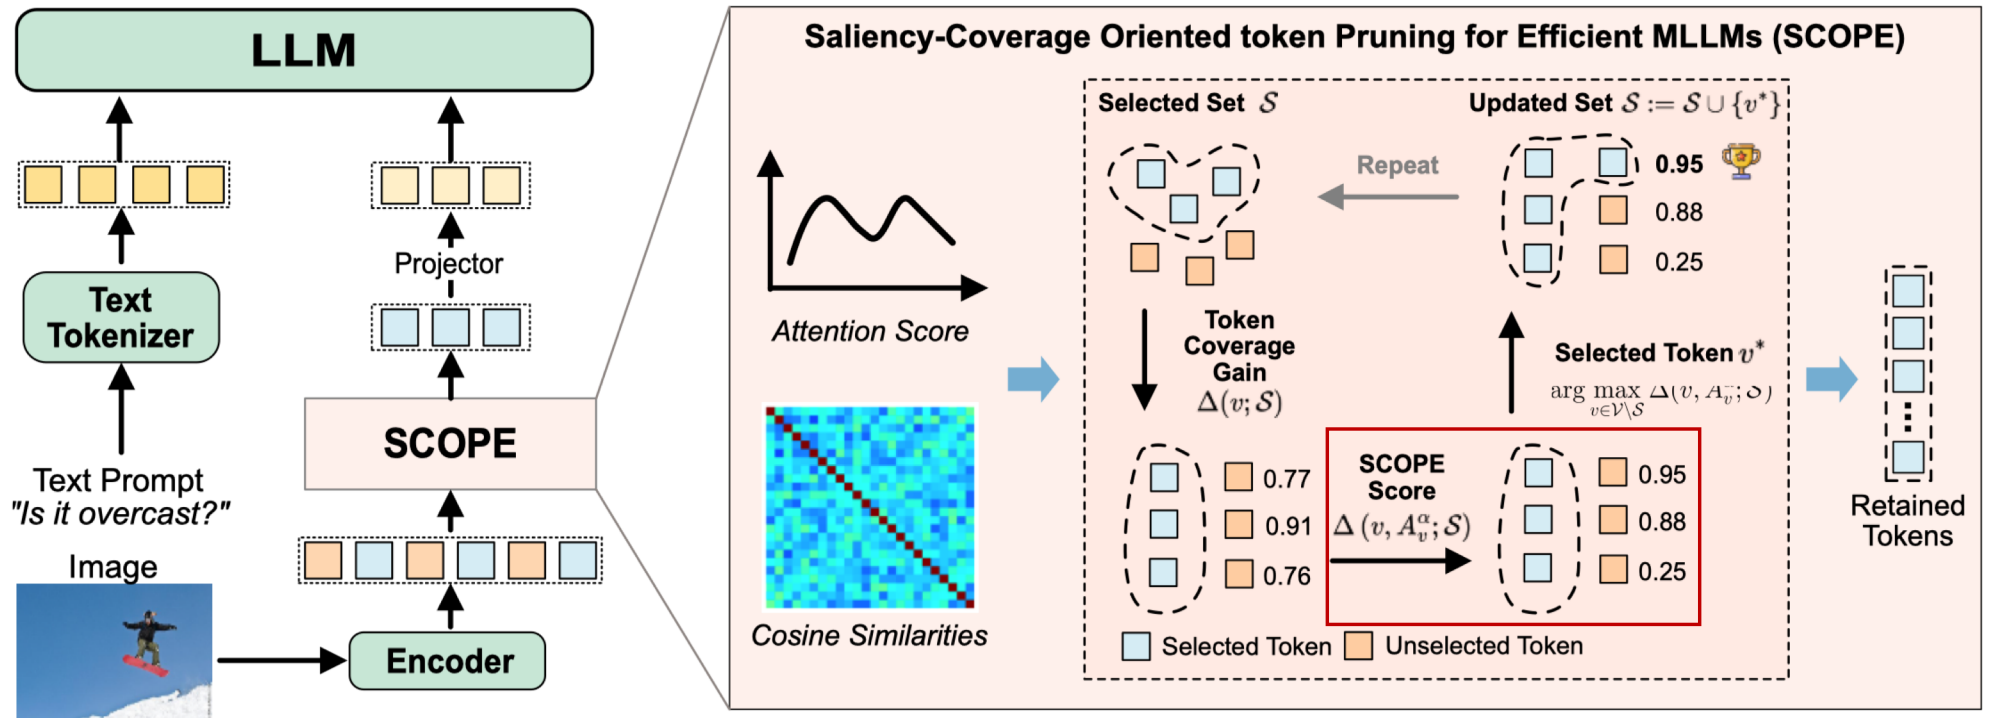 LLM
Projector
Text
Tokenizer
SCOPE
Text Prompt
"Is it overcast?"
Image
Encoder
Saliency-Coverage Oriented token Pruning for Efficient MLLMs (SCOPE)
Attention Score
Cosine Similarities
Selected Set 𝒮
Updated Set 𝒮 := 𝒮 ∪ {v*}
Repeat
0.95
0.88
0.25
Token
Coverage
Gain
Δ(v; 𝒮)
Selected Token v*
arg max Δ(v,
v∈𝒱\𝒮
0.77
0.91
0.76
SCOPE
Score
Δ (v, A_v^α; 𝒮)
0.95
0.88
0.25
Selected Token
Unselected Token
Retained
Tokens